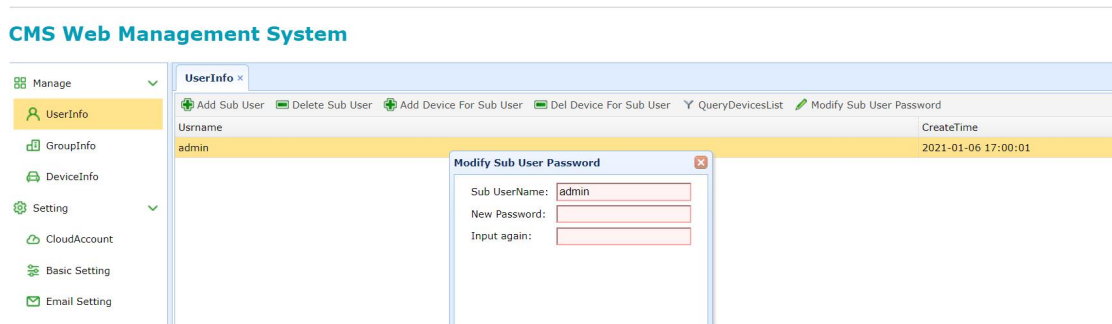 CMS Web Management System
Manage
UserInfo
GroupInfo
DeviceInfo
Setting
CloudAccount
Basic Setting
Email Setting
UserInfo ×
Add Sub User Delete Sub User Add Device For Sub User Del Device For Sub User QueryDevicesList Modify Sub User Password
Usrname CreateTime
admin 2021-01-06 17:00:01
Modify Sub User Password
Sub UserName: admin
New Password:
Input again: